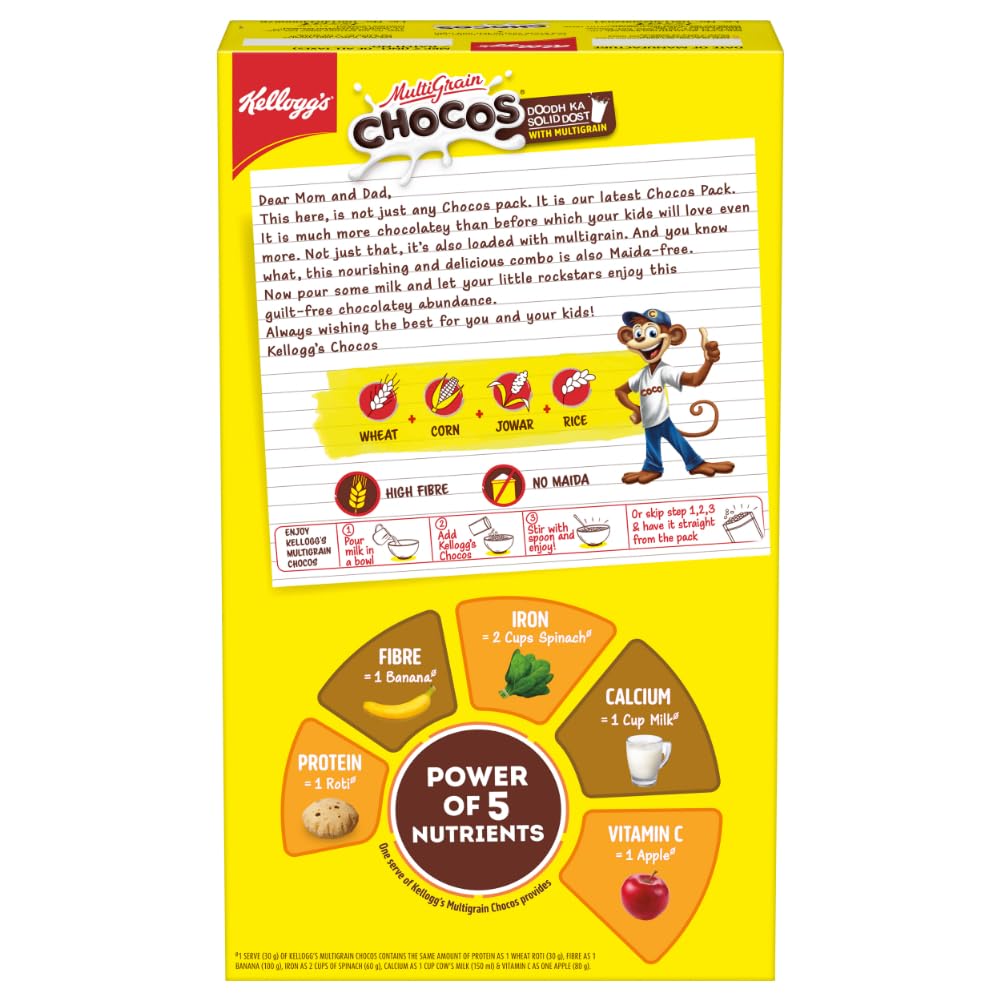 Kellogg's
MultiGrain
CHOCOS
DOODH KA
SOLID DOST
WITH MULTIGRAIN
Dear Mom and Dad,
This here, is not just any Chocos pack. It is our latest Chocos Pack.
It is much more chocolatey than before which your kids will love even
more. Not just that, it's also loaded with multigrain. And you know
what, this nourishing and delicious combo is also Maida-free.
Now pour some milk and let your little rockstars enjoy this
guilt-free chocolatey abundance.
Always wishing the best for you and your kids!
Kellogg's Chocos
C
COCO
WHEAT + CORN + JOWAR + RICE
HIGH FIBRE
NO MAIDA
ENJOY
KELLOGG'S
MULTIGRAIN
CHOCOS
1
Pour
milk in
a bowl
2
Add
Kellogg's
Chocos
3
Stir with
spoon and
enjoy!
Or skip step 1,2,3
& have it straight
from the pack
PROTEIN
= 1 Rotiø
FIBRE
= 1 Bananaø
IRON
= 2 Cups Spinachø
CALCIUM
= 1 Cup Milkø
VITAMIN C
= 1 Appleø
POWER
OF 5
NUTRIENTS
One serve of Kellogg's Multigrain Chocos provides
ø1 SERVE (30 g) OF KELLOGG'S MULTIGRAIN CHOCOS CONTAINS THE SAME AMOUNT OF PROTEIN AS 1 WHEAT ROTI (30 g), FIBRE AS 1
BANANA (100 g), IRON AS 2 CUPS OF SPINACH (60 g), CALCIUM AS 1 CUP COW'S MILK (150 ml) & VITAMIN C AS ONE APPLE (80 g).